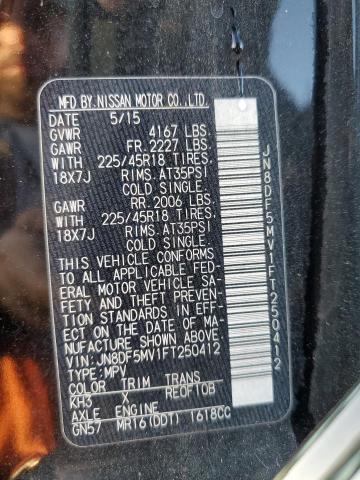 MFD BY NISSAN MOTOR CO.,LTD.
DATE 5/15
GVWR 4167 LBS.
GAWR FR. 2227 LBS.
WITH 225/45R18 TIRES.
18X7J RIMS. AT35PSI
COLD SINGLE.
GAWR RR. 2006 LBS.
WITH 225/45R18 TIRES.
18X7J RIMS. AT35PSI
COLD SINGLE.
THIS VEHICLE CONFORMS
TO ALL APPLICABLE FED-
ERAL MOTOR VEHICLE SA-
FETY AND THEFT PREVENTION
STANDARDS IN EFF-
ECT ON THE DATE OF MA-
NUFACTURE SHOWN ABOVE.
VIN:JN8DF5MV1FT250412
TYPE:MPV
COLOR TRIM TRANS
KH3 X RE0F10B
AXLE ENGINE
GN57 MR16(DDT) 1618CC
JN8DF5MV1FT250412